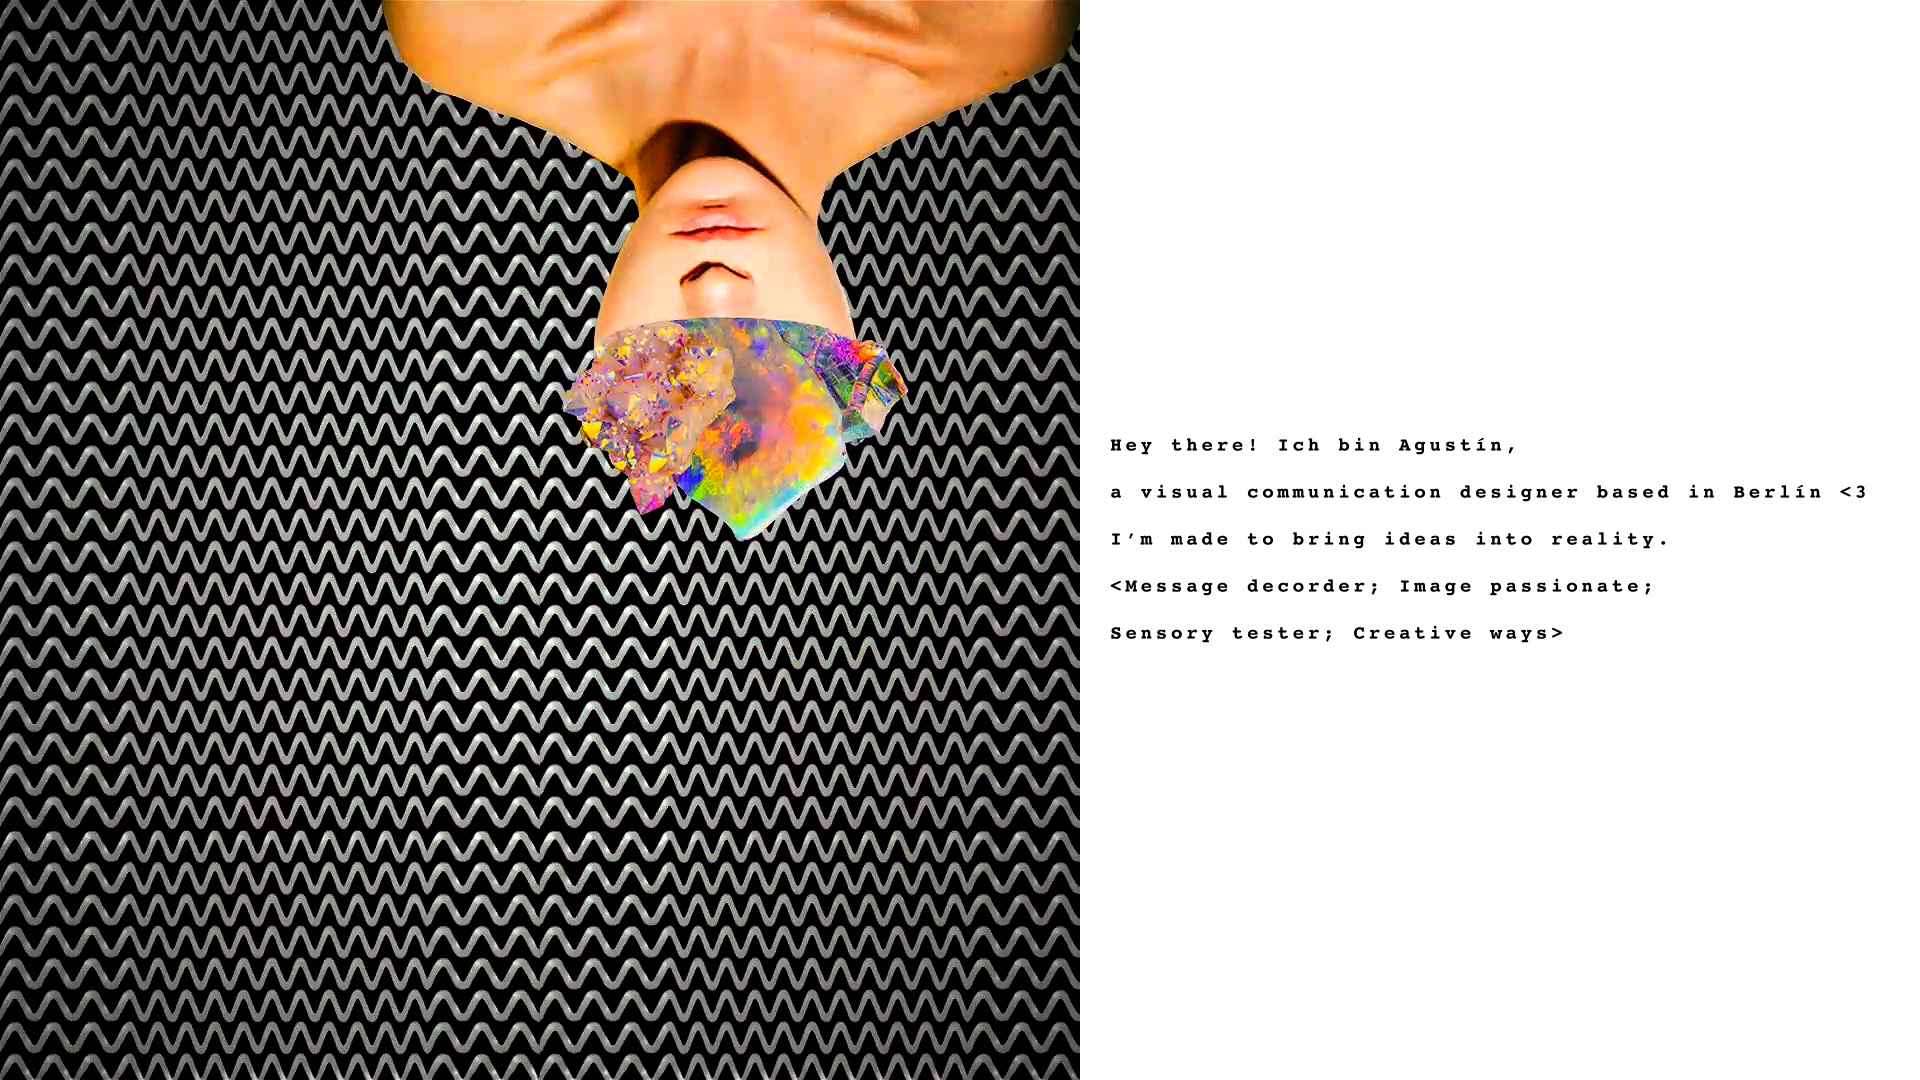 Hey there! Ich bin Agustín,
a visual communication designer based in Berlín <3
I’m made to bring ideas into reality.
<Message decorder; Image passionate;
Sensory tester; Creative ways>